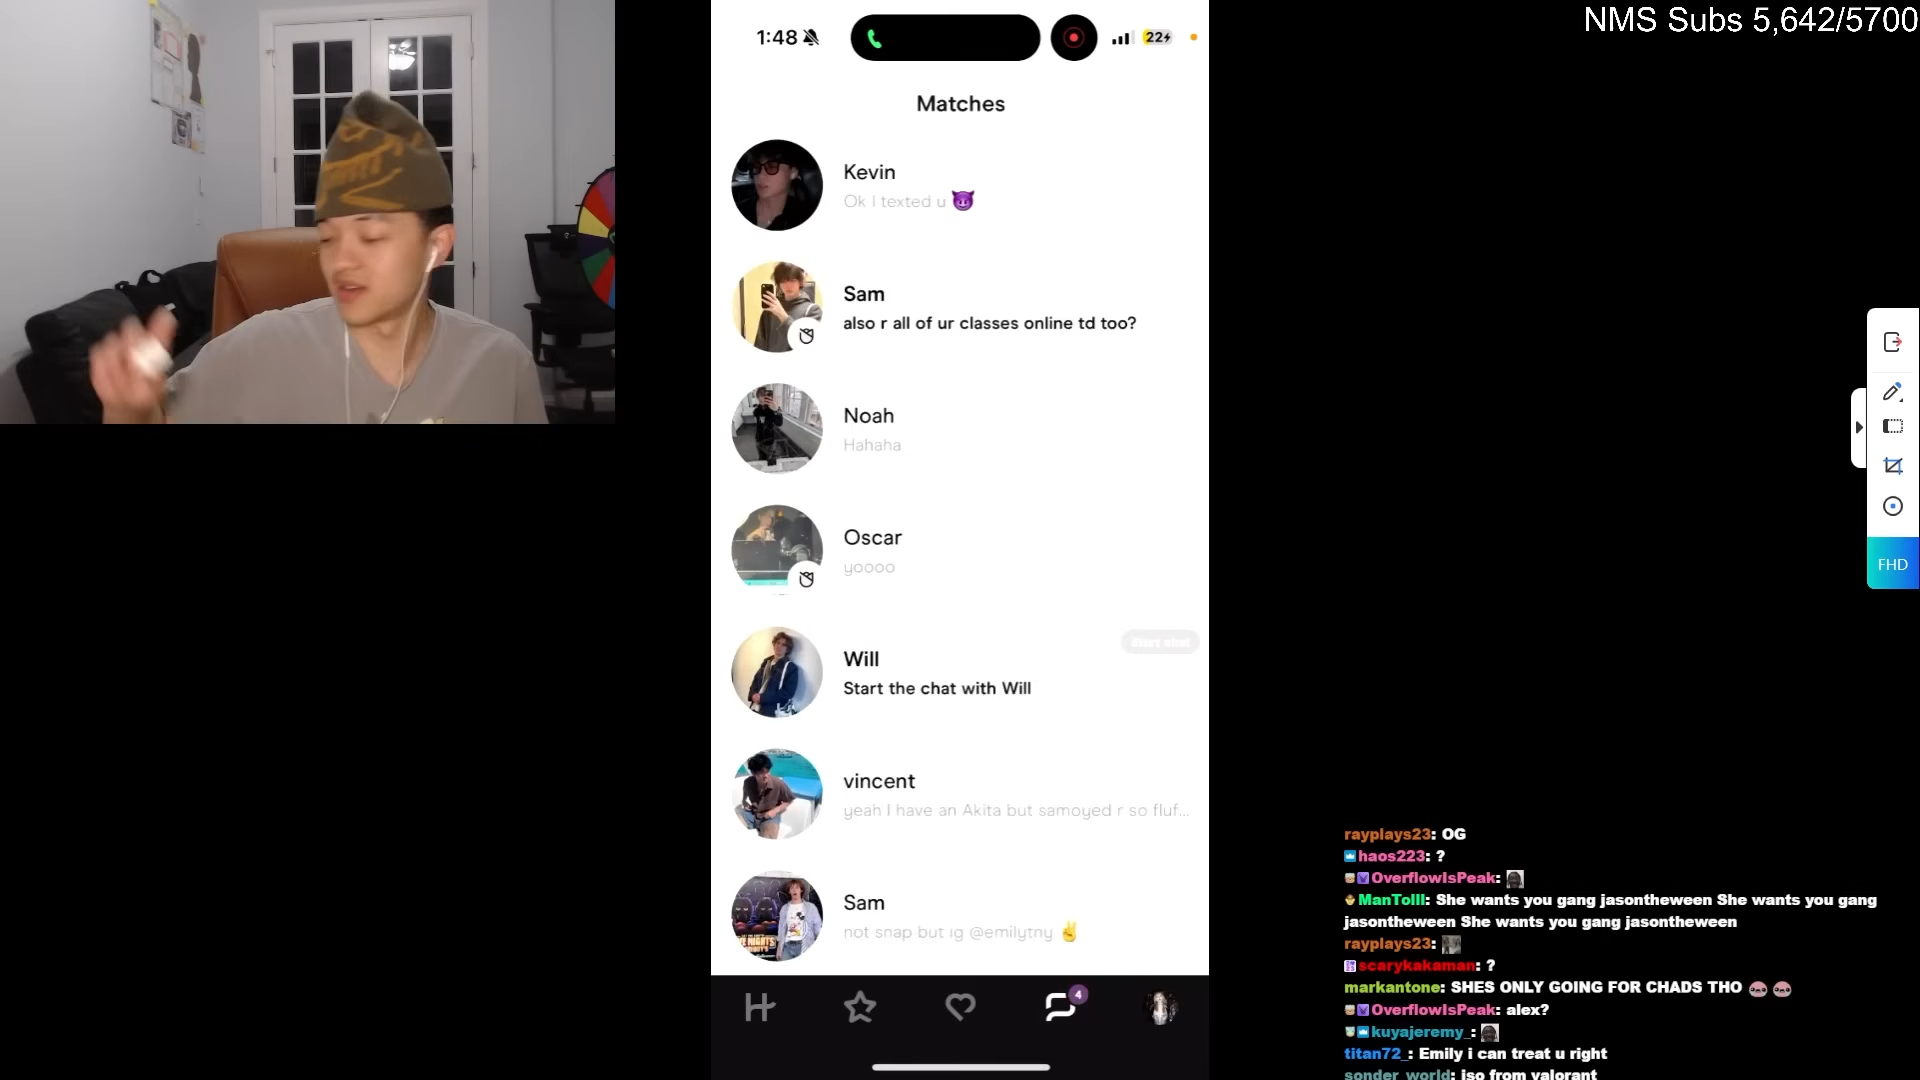 NMS Subs 5,642/5700
1:48
22
Matches
Kevin
Ok I texted u
Sam
also r all of ur classes online td too?
Noah
Hahaha
Oscar
yoooo
Start chat
Will
Start the chat with Will
vincent
yeah I have an Akita but samoyed r so fluf...
Sam
not snap but ig @emilytny
4
FHD
rayplays23: OG
haos223: ?
OverflowIsPeak:
ManTolll: She wants you gang jasontheween She wants you gang
jasontheween She wants you gang jasontheween
rayplays23:
scarykakaman: ?
markantone: SHES ONLY GOING FOR CHADS THO
OverflowIsPeak: alex?
kuyajeremy_:
titan72_: Emily i can treat u right
sonder_world: iso from valorant